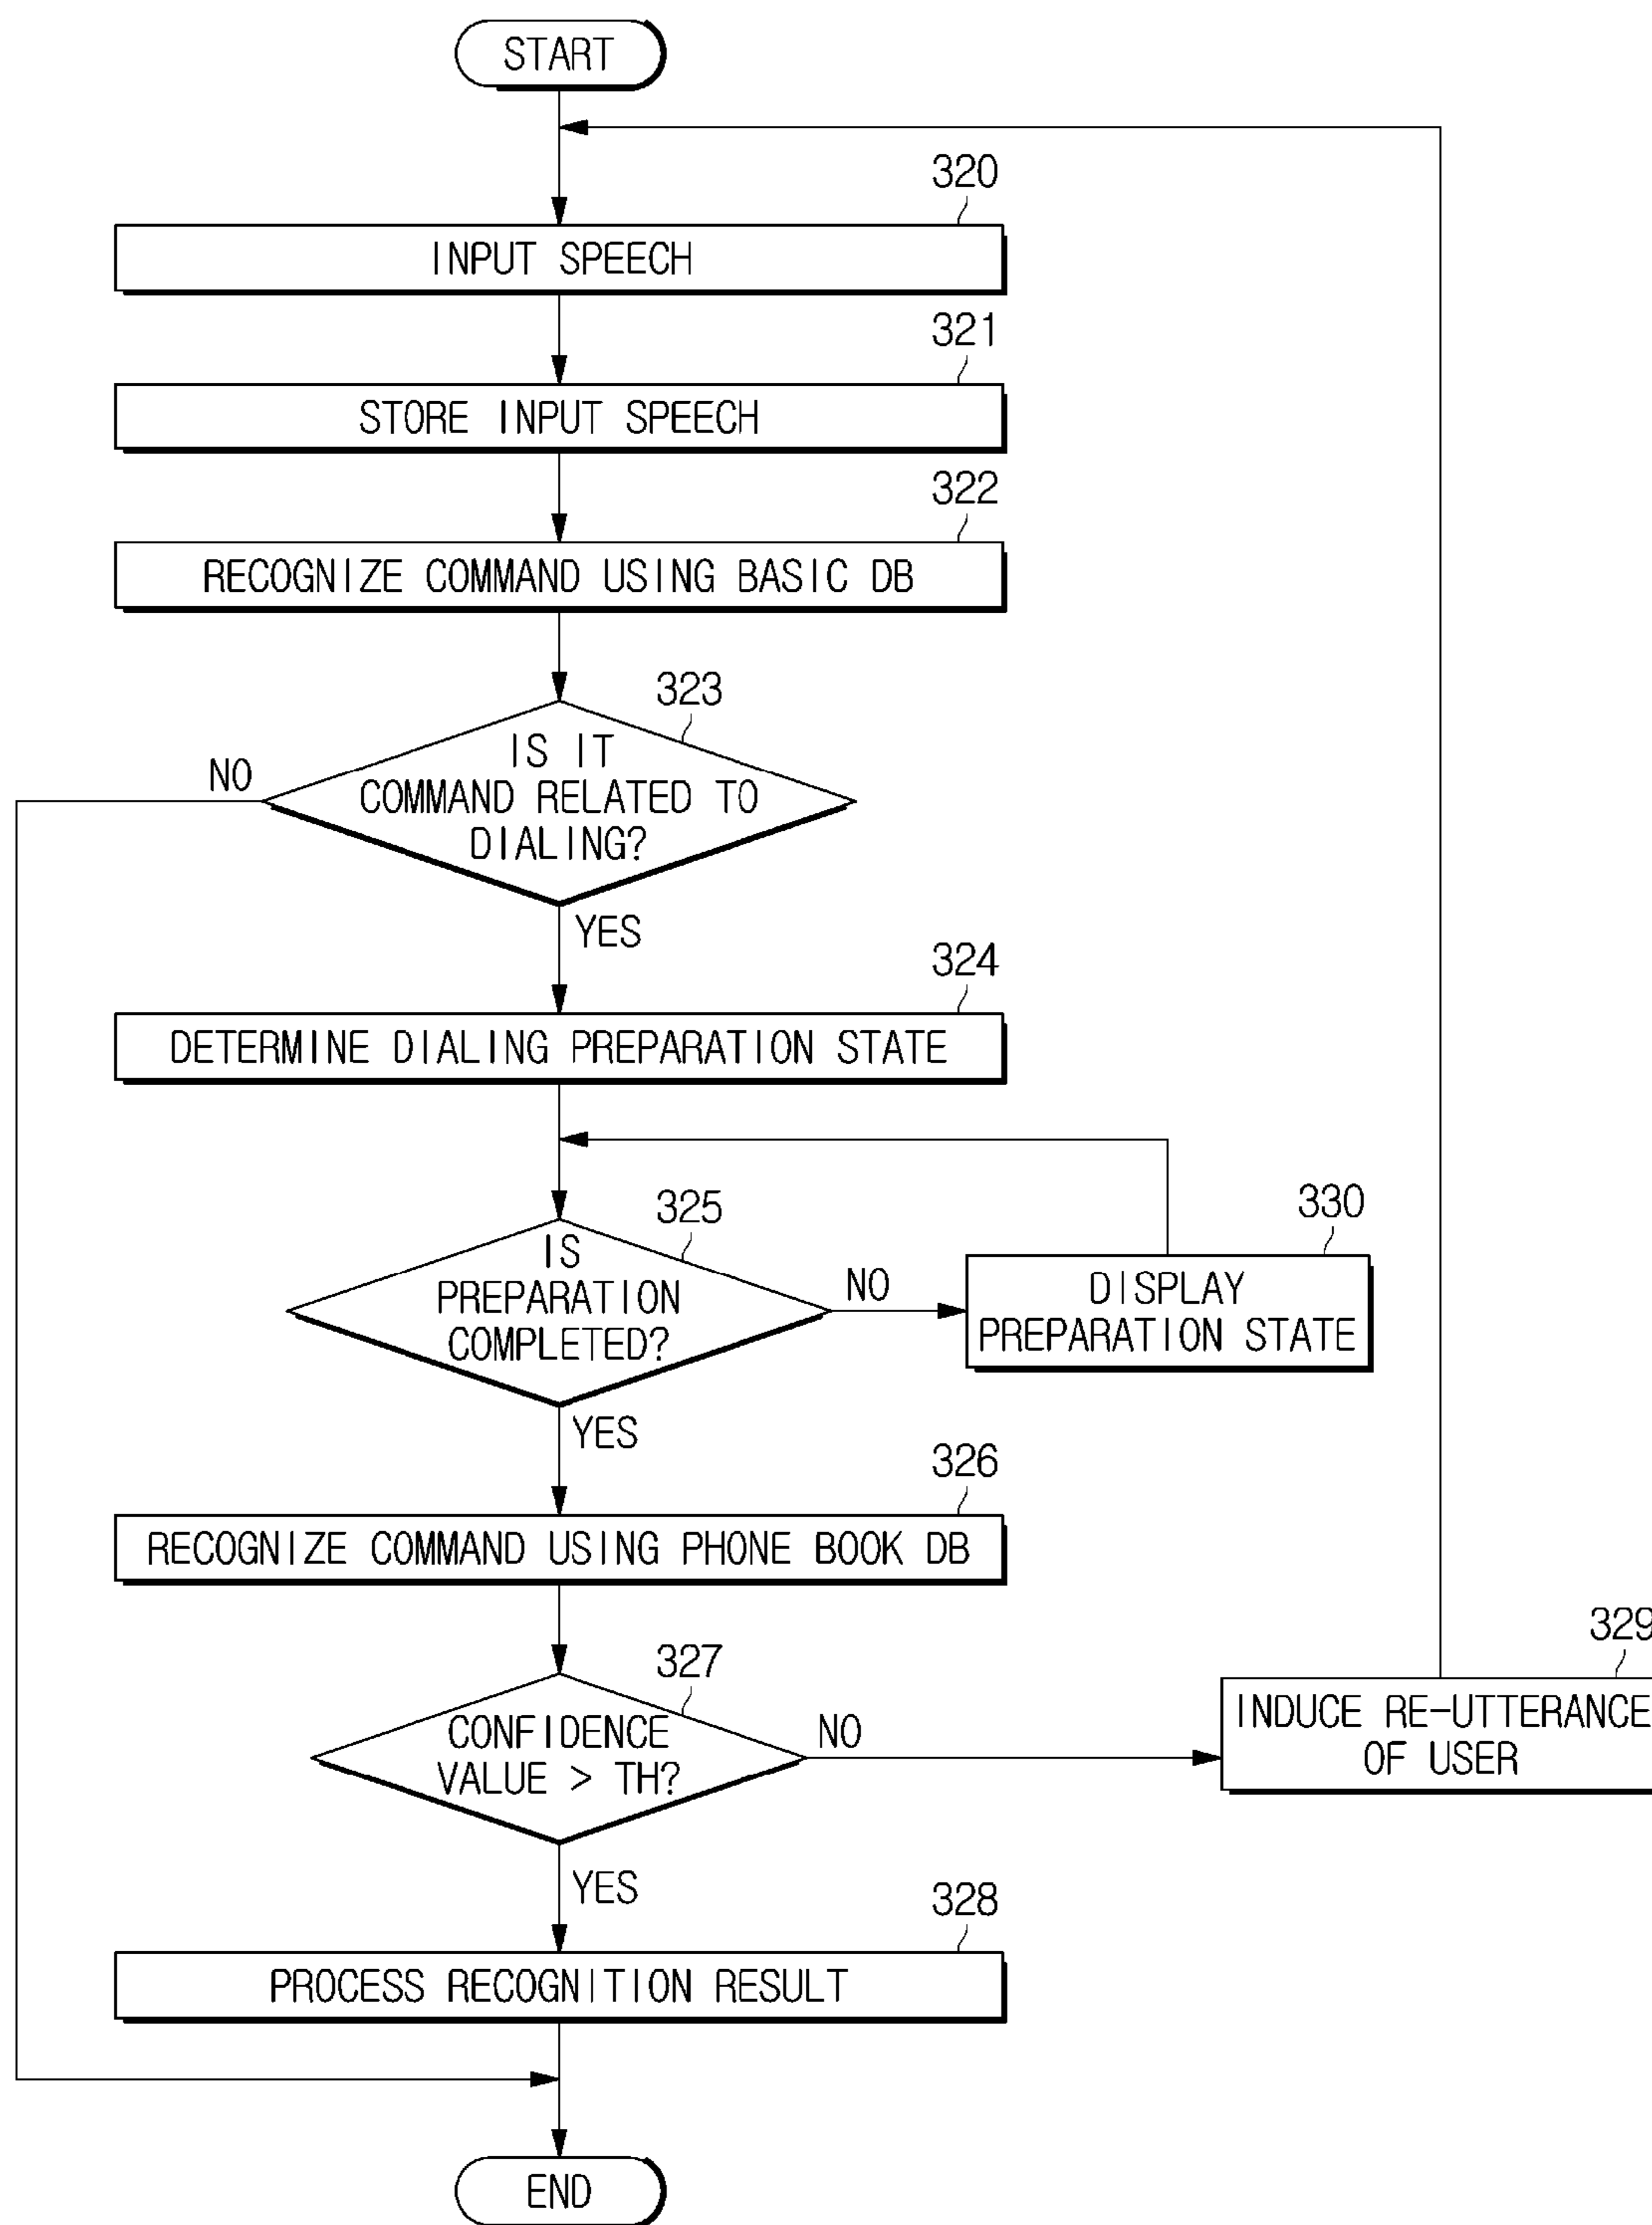 START
320
INPUT SPEECH
321
STORE INPUT SPEECH
322
RECOGNIZE COMMAND USING BASIC DB
323
IS IT
COMMAND RELATED TO
DIALING?
NO
YES
324
DETERMINE DIALING PREPARATION STATE
325
IS
PREPARATION
COMPLETED?
NO
330
DISPLAY
PREPARATION STATE
YES
326
RECOGNIZE COMMAND USING PHONE BOOK DB
327
CONFIDENCE
VALUE > TH?
NO
329
INDUCE RE-UTTERANCE
OF USER
YES
328
PROCESS RECOGNITION RESULT
END